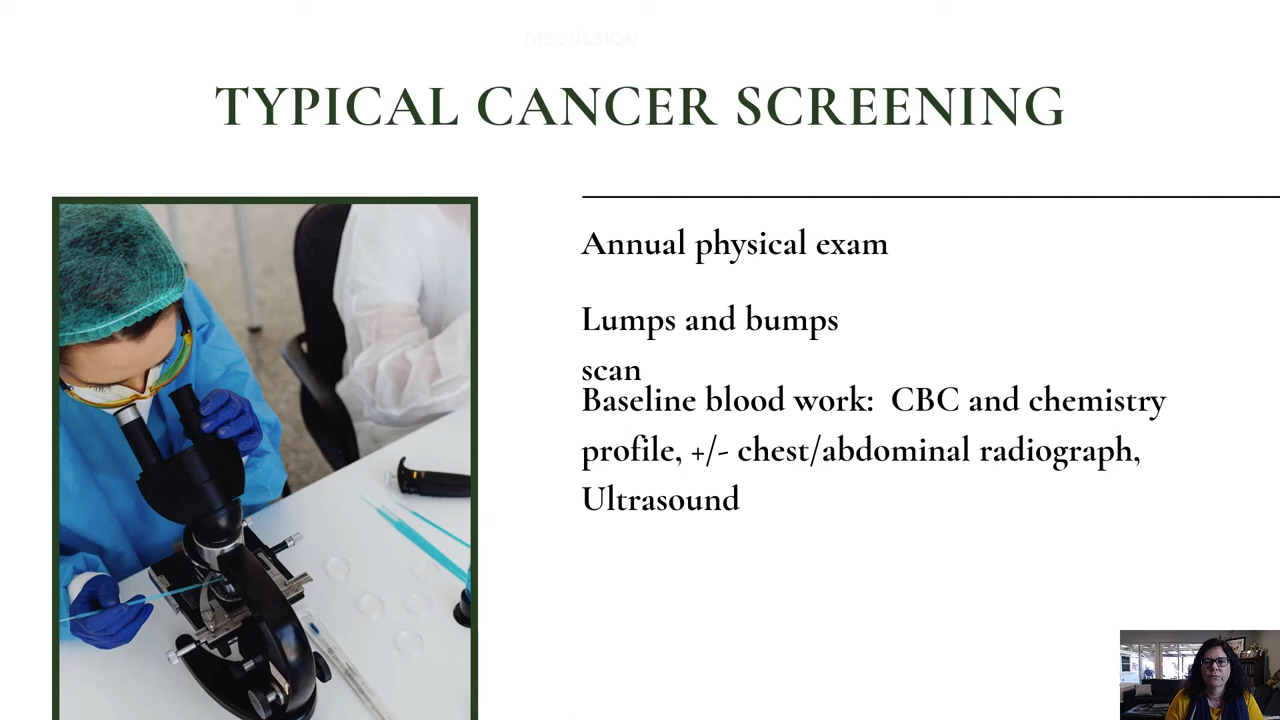 DISCUSSION
TYPICAL CANCER SCREENING
Annual physical exam
Lumps and bumps
scan
Baseline blood work:  CBC and chemistry
profile, +/- chest/abdominal radiograph,
Ultrasound